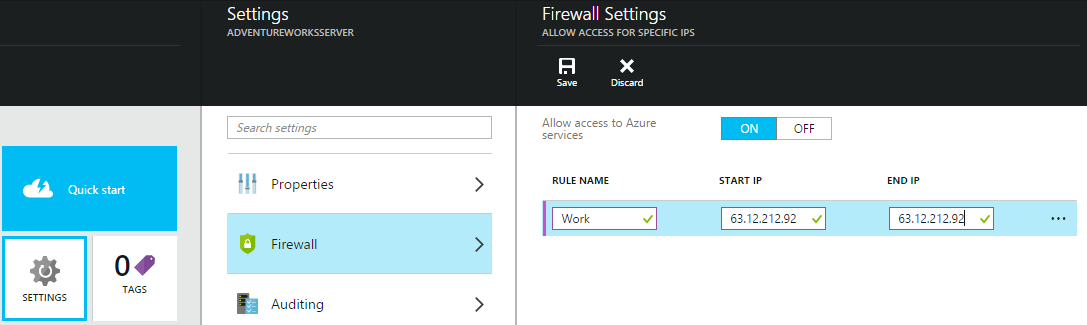 Settings
ADVENTUREWORKSSERVER
Firewall Settings
ALLOW ACCESS FOR SPECIFIC IPS
Save Discard
Search settings
Allow access to Azure
services
ON OFF
Quick start
Properties
RULE NAME START IP END IP
Work 63.12.212.92 63.12.212.92 ...
Firewall
0
SETTINGS TAGS
Auditing